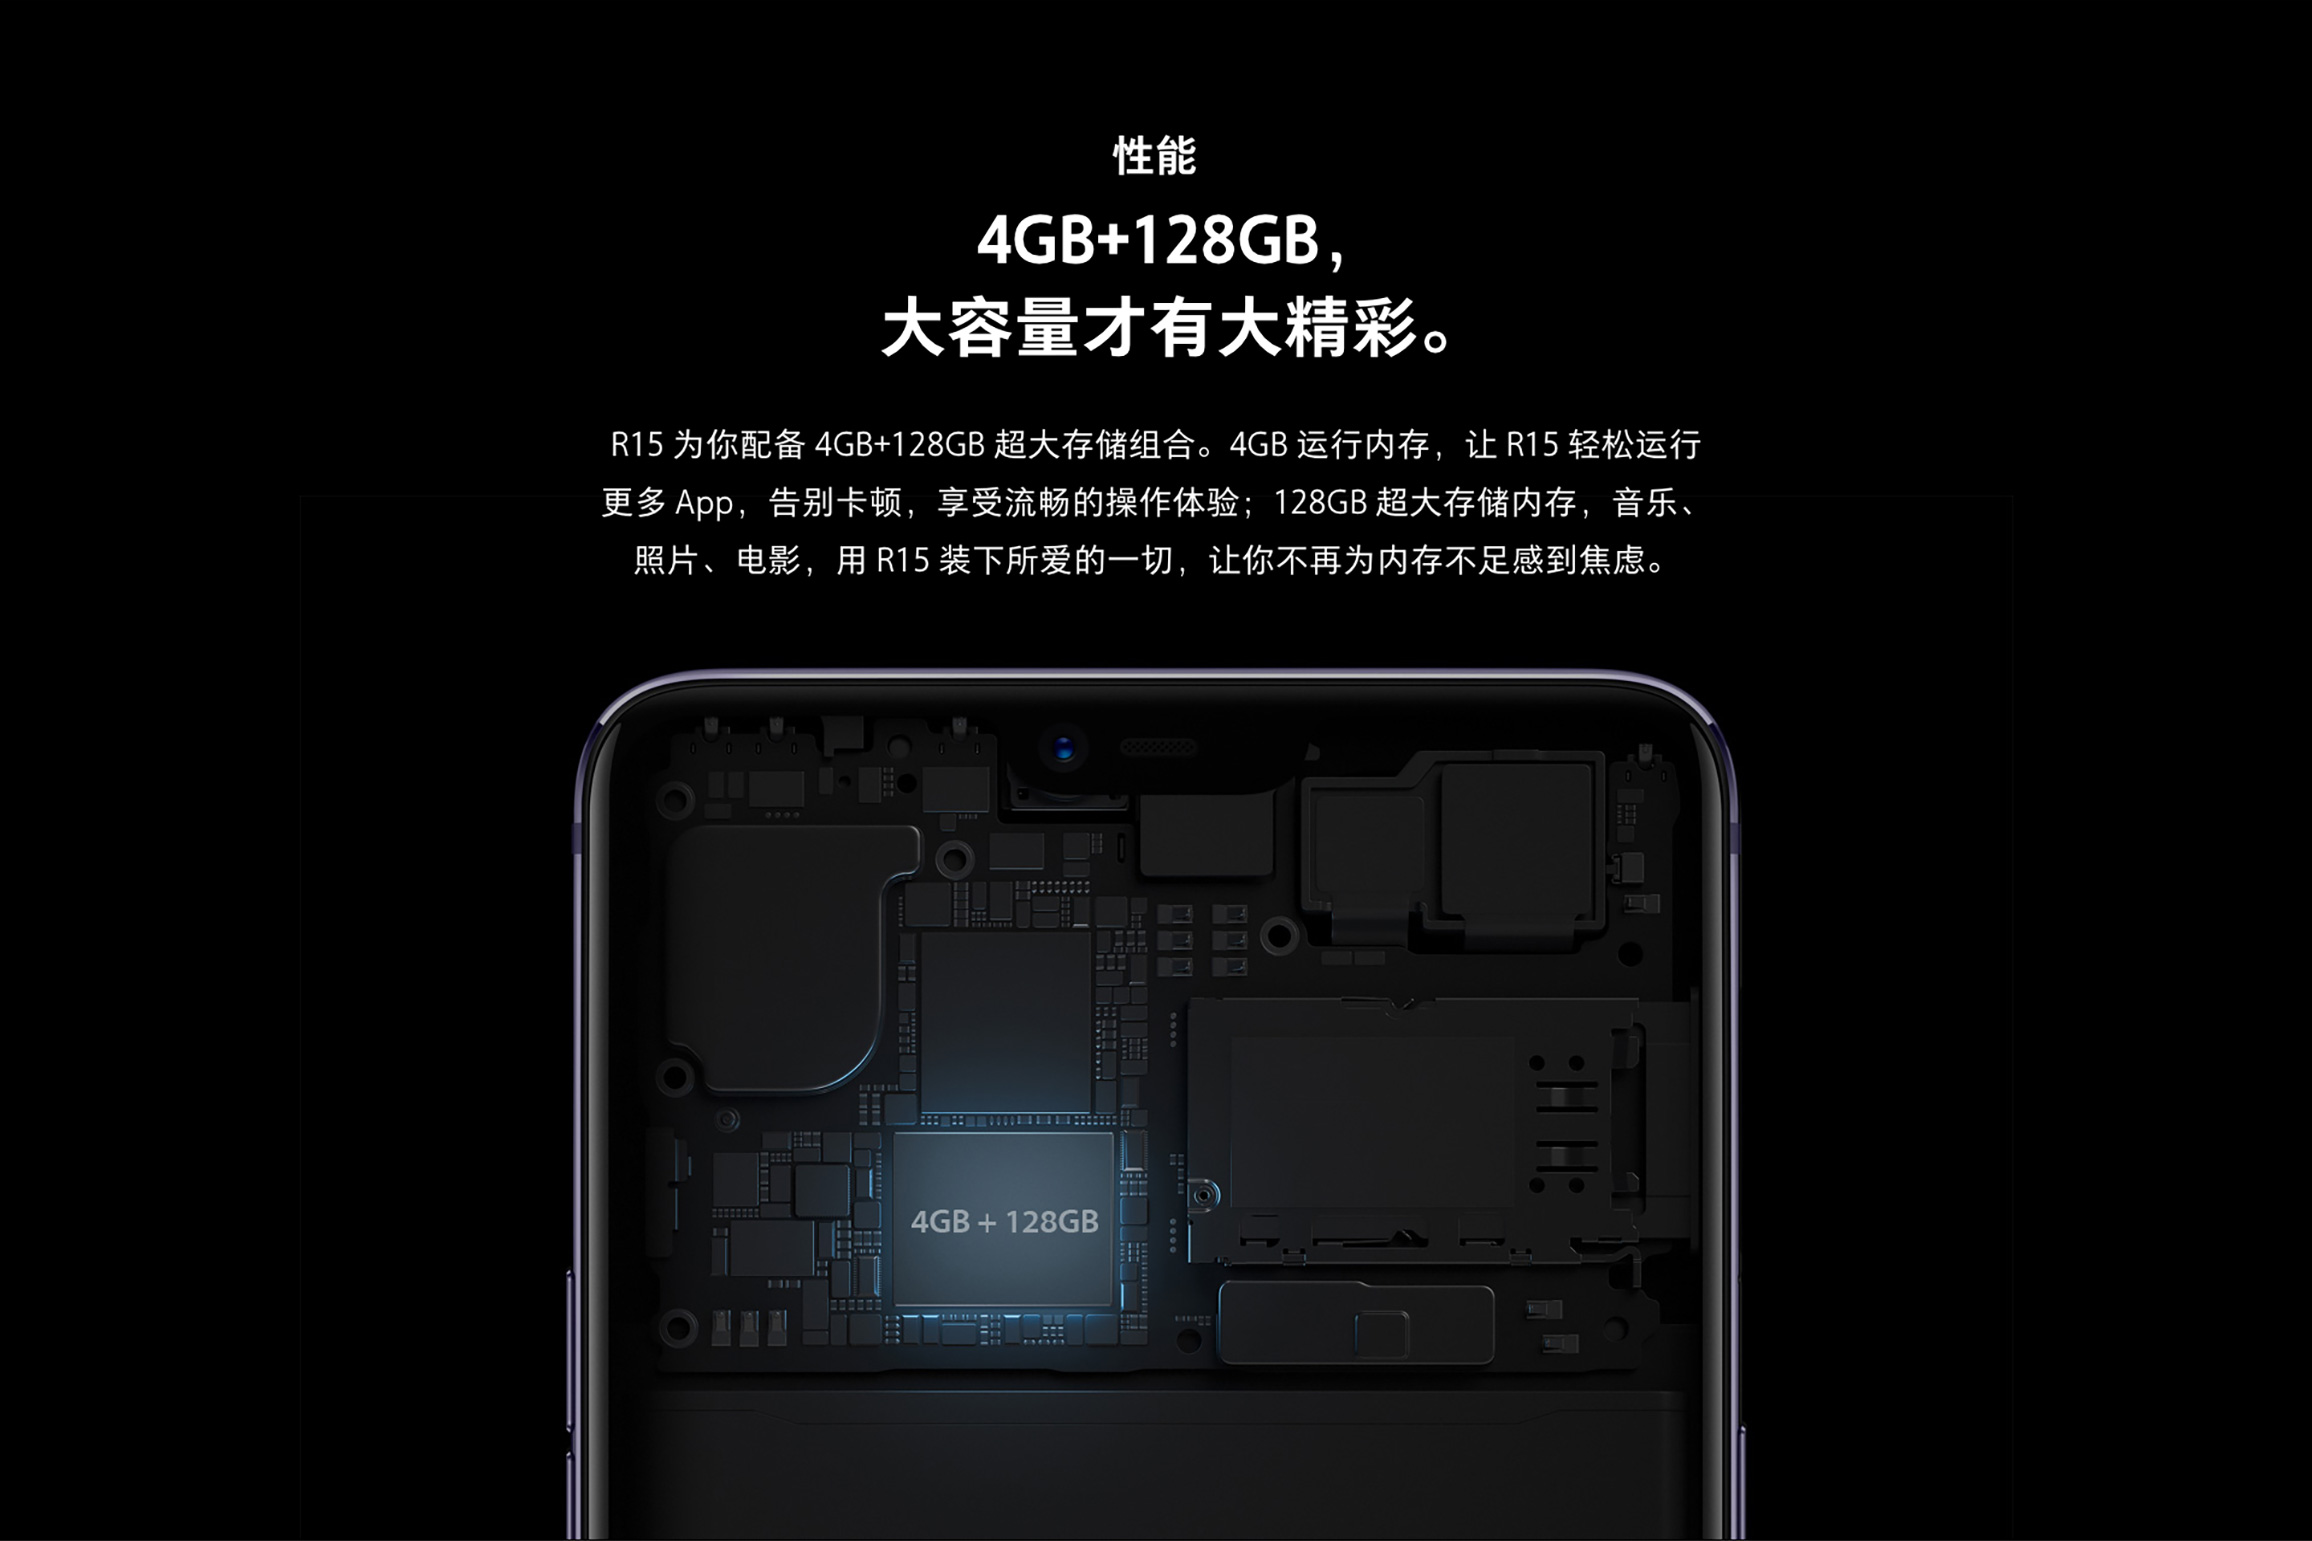 性能
4GB+128GB，
大容量才有大精彩。
R15 为你配备 4GB+128GB 超大存储组合。4GB 运行内存，让 R15 轻松运行
更多 App，告别卡顿，享受流畅的操作体验；128GB 超大存储内存，音乐、
照片、电影，用 R15 装下所爱的一切，让你不再为内存不足感到焦虑。
4GB + 128GB